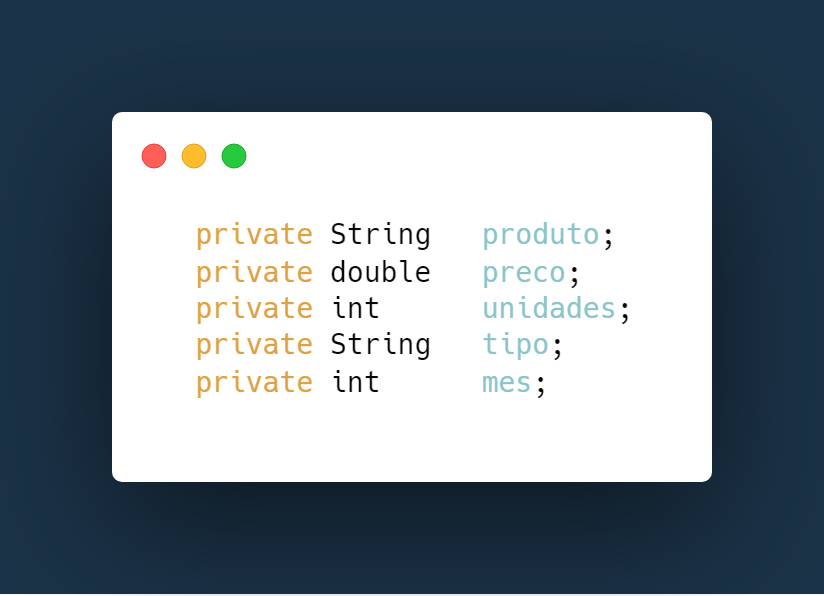 private String   produto;
private double   preco;
private int      unidades;
private String   tipo;
private int      mes;